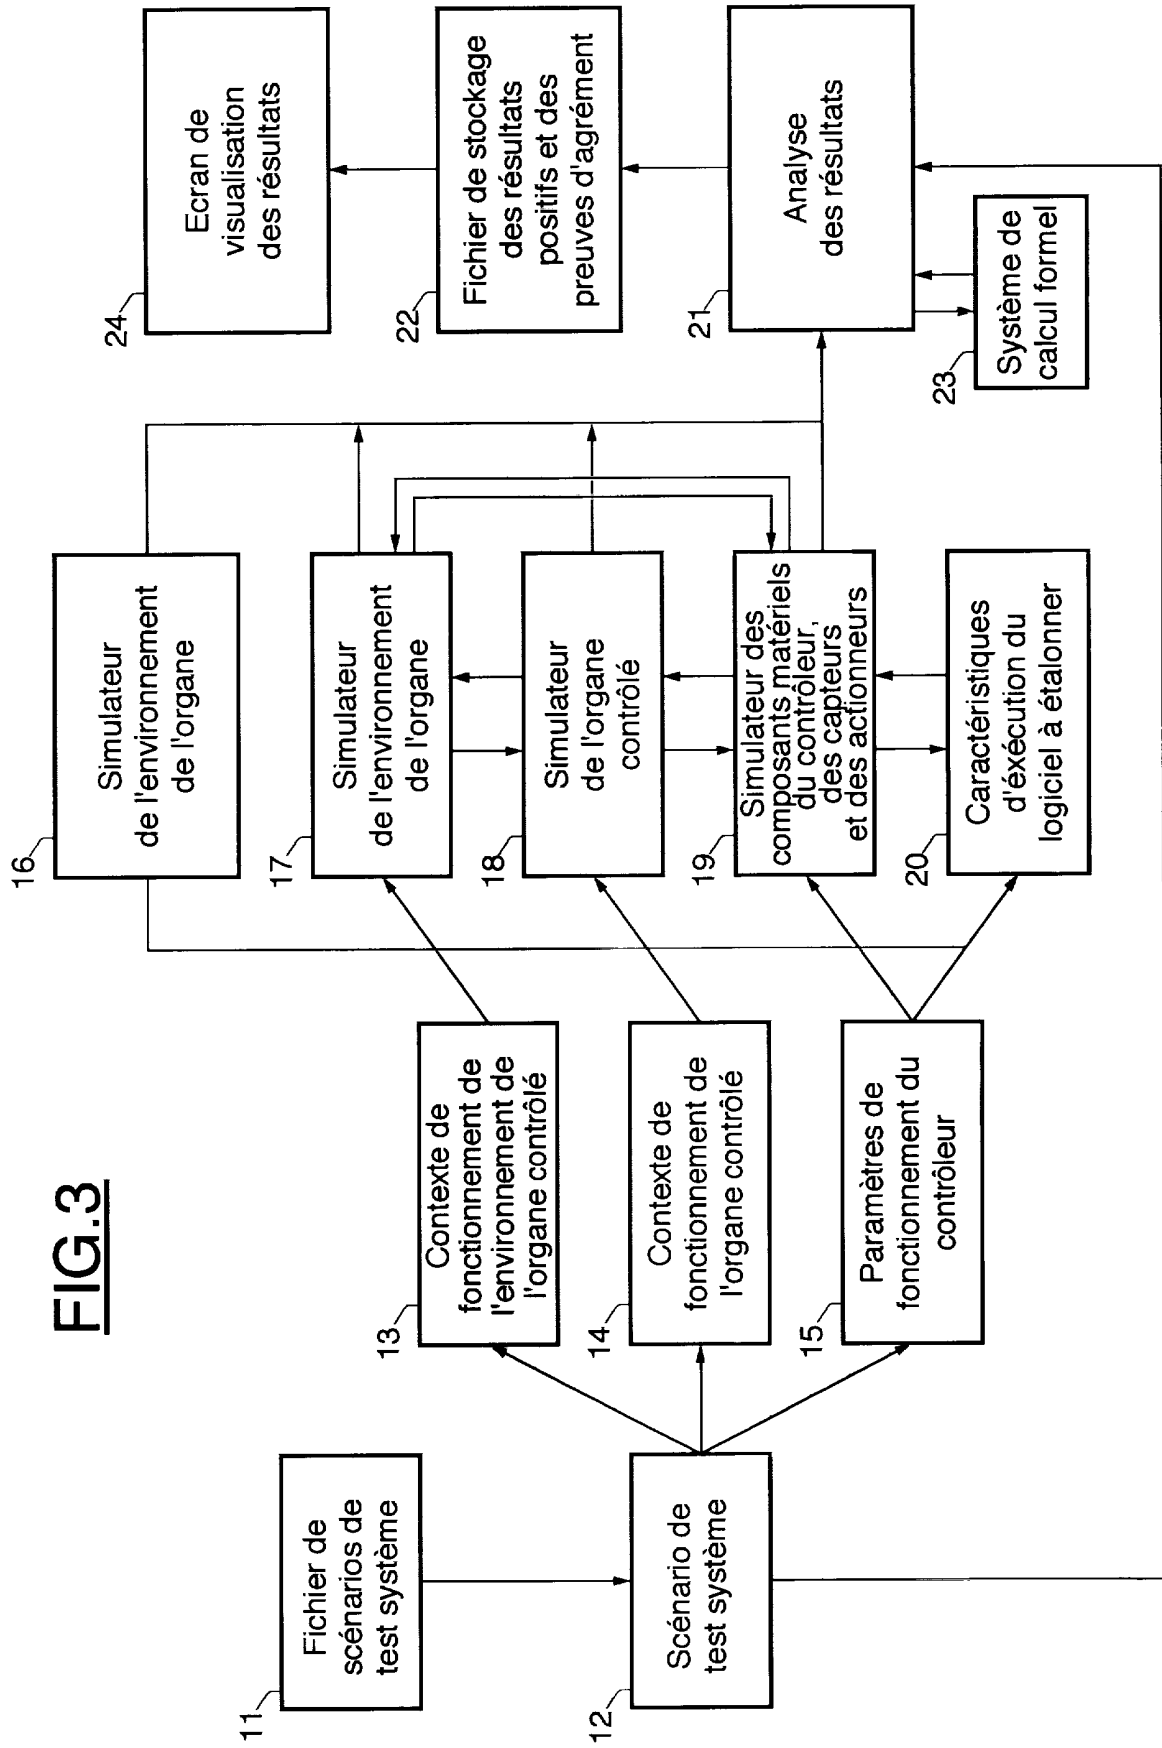 FIG.3
11
Fichier de
scénarios de
test système
12
Scénario de
test système
13
Contexte de
fonctionnement de
l'environnement de
l'organe contrôlé
14
Contexte de
fonctionnement de
l'organe contrôlé
15
Paramètres de
fonctionnement du
contrôleur
16
Simulateur
de l'environnement
de l'organe
17
Simulateur
de l'environnement
de l'organe
18
Simulateur
de l'organe
contrôlé
19
Simulateur des
composants matériels
du contrôleur,
des capteurs
et des actionneurs
20
Caractéristiques
d'éxécution du
logiciel à étalonner
24
Ecran de
visualisation
des résultats
22
Fichier de stockage
des résultats
positifs et des
preuves d'agrément
21
Analyse
des résultats
23
Système de
calcul formel